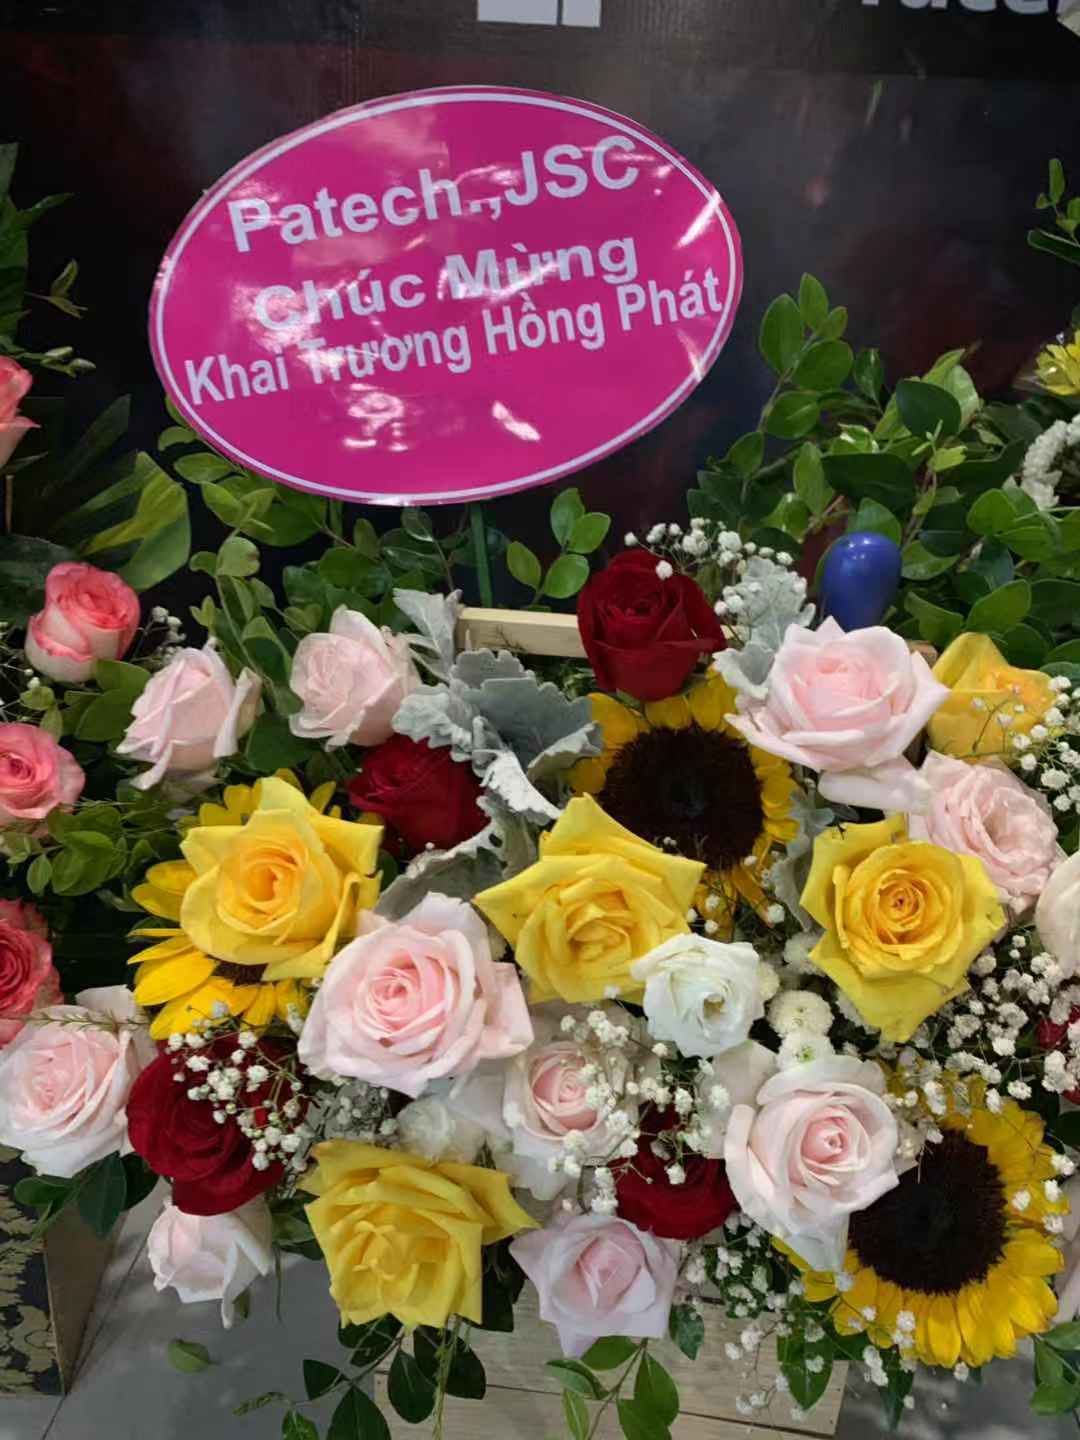 Patech.,JSC
Chúc Mừng
Khai Trương Hồng Phát